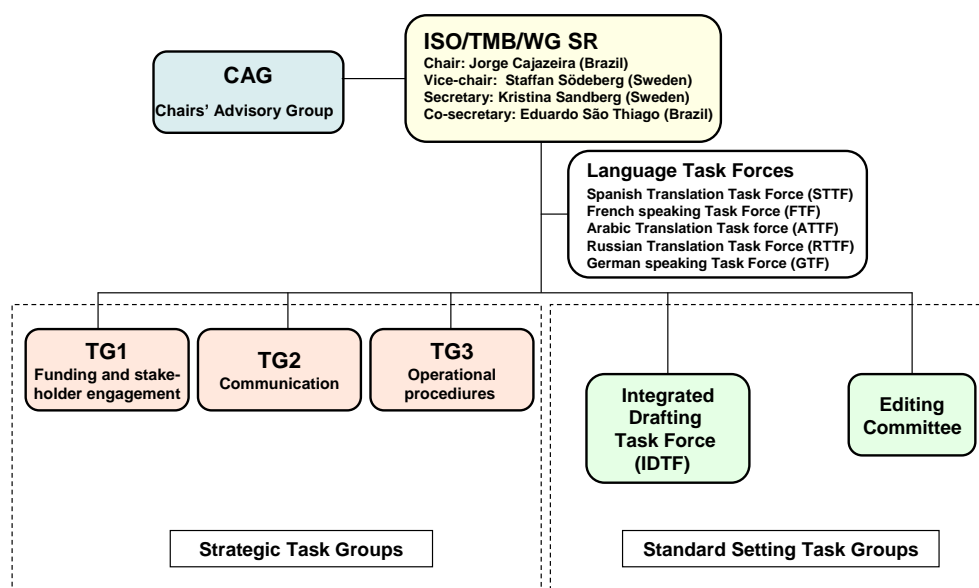 CAG
Chairs’ Advisory Group
ISO/TMB/WG SR
Chair: Jorge Cajazeira (Brazil)
Vice-chair: Staffan Södeberg (Sweden)
Secretary: Kristina Sandberg (Sweden)
Co-secretary: Eduardo São Thiago (Brazil)
Language Task Forces
Spanish Translation Task Force (STTF)
French speaking Task Force (FTF)
Arabic Translation Task force (ATTF)
Russian Translation Task Force (RTTF)
German speaking Task Force (GTF)
TG1
Funding and stake-
holder engagement
TG2
Communication
TG3
Operational
procediures
Integrated
Drafting
Task Force
(IDTF)
Editing
Committee
Strategic Task Groups
Standard Setting Task Groups